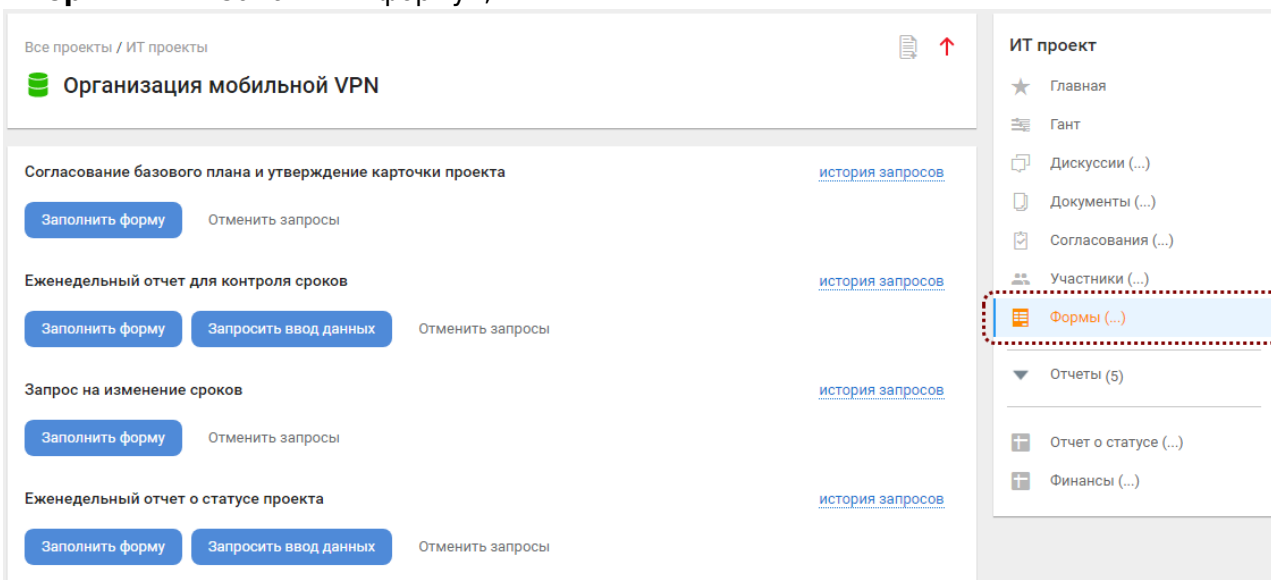 Все проекты / ИТ проекты
Организация мобильной VPN
Согласование базового плана и утверждение карточки проекта
история запросов
Заполнить форму
Отменить запросы
Еженедельный отчет для контроля сроков
история запросов
Заполнить форму
Запросить ввод данных
Отменить запросы
Запрос на изменение сроков
история запросов
Заполнить форму
Отменить запросы
Еженедельный отчет о статусе проекта
история запросов
Заполнить форму
Запросить ввод данных
Отменить запросы
ИТ проект
Главная
Гант
Дискуссии (...)
Документы (...)
Согласования (...)
Участники (...)
Формы (...)
Отчеты (5)
Отчет о статусе (...)
Финансы (...)